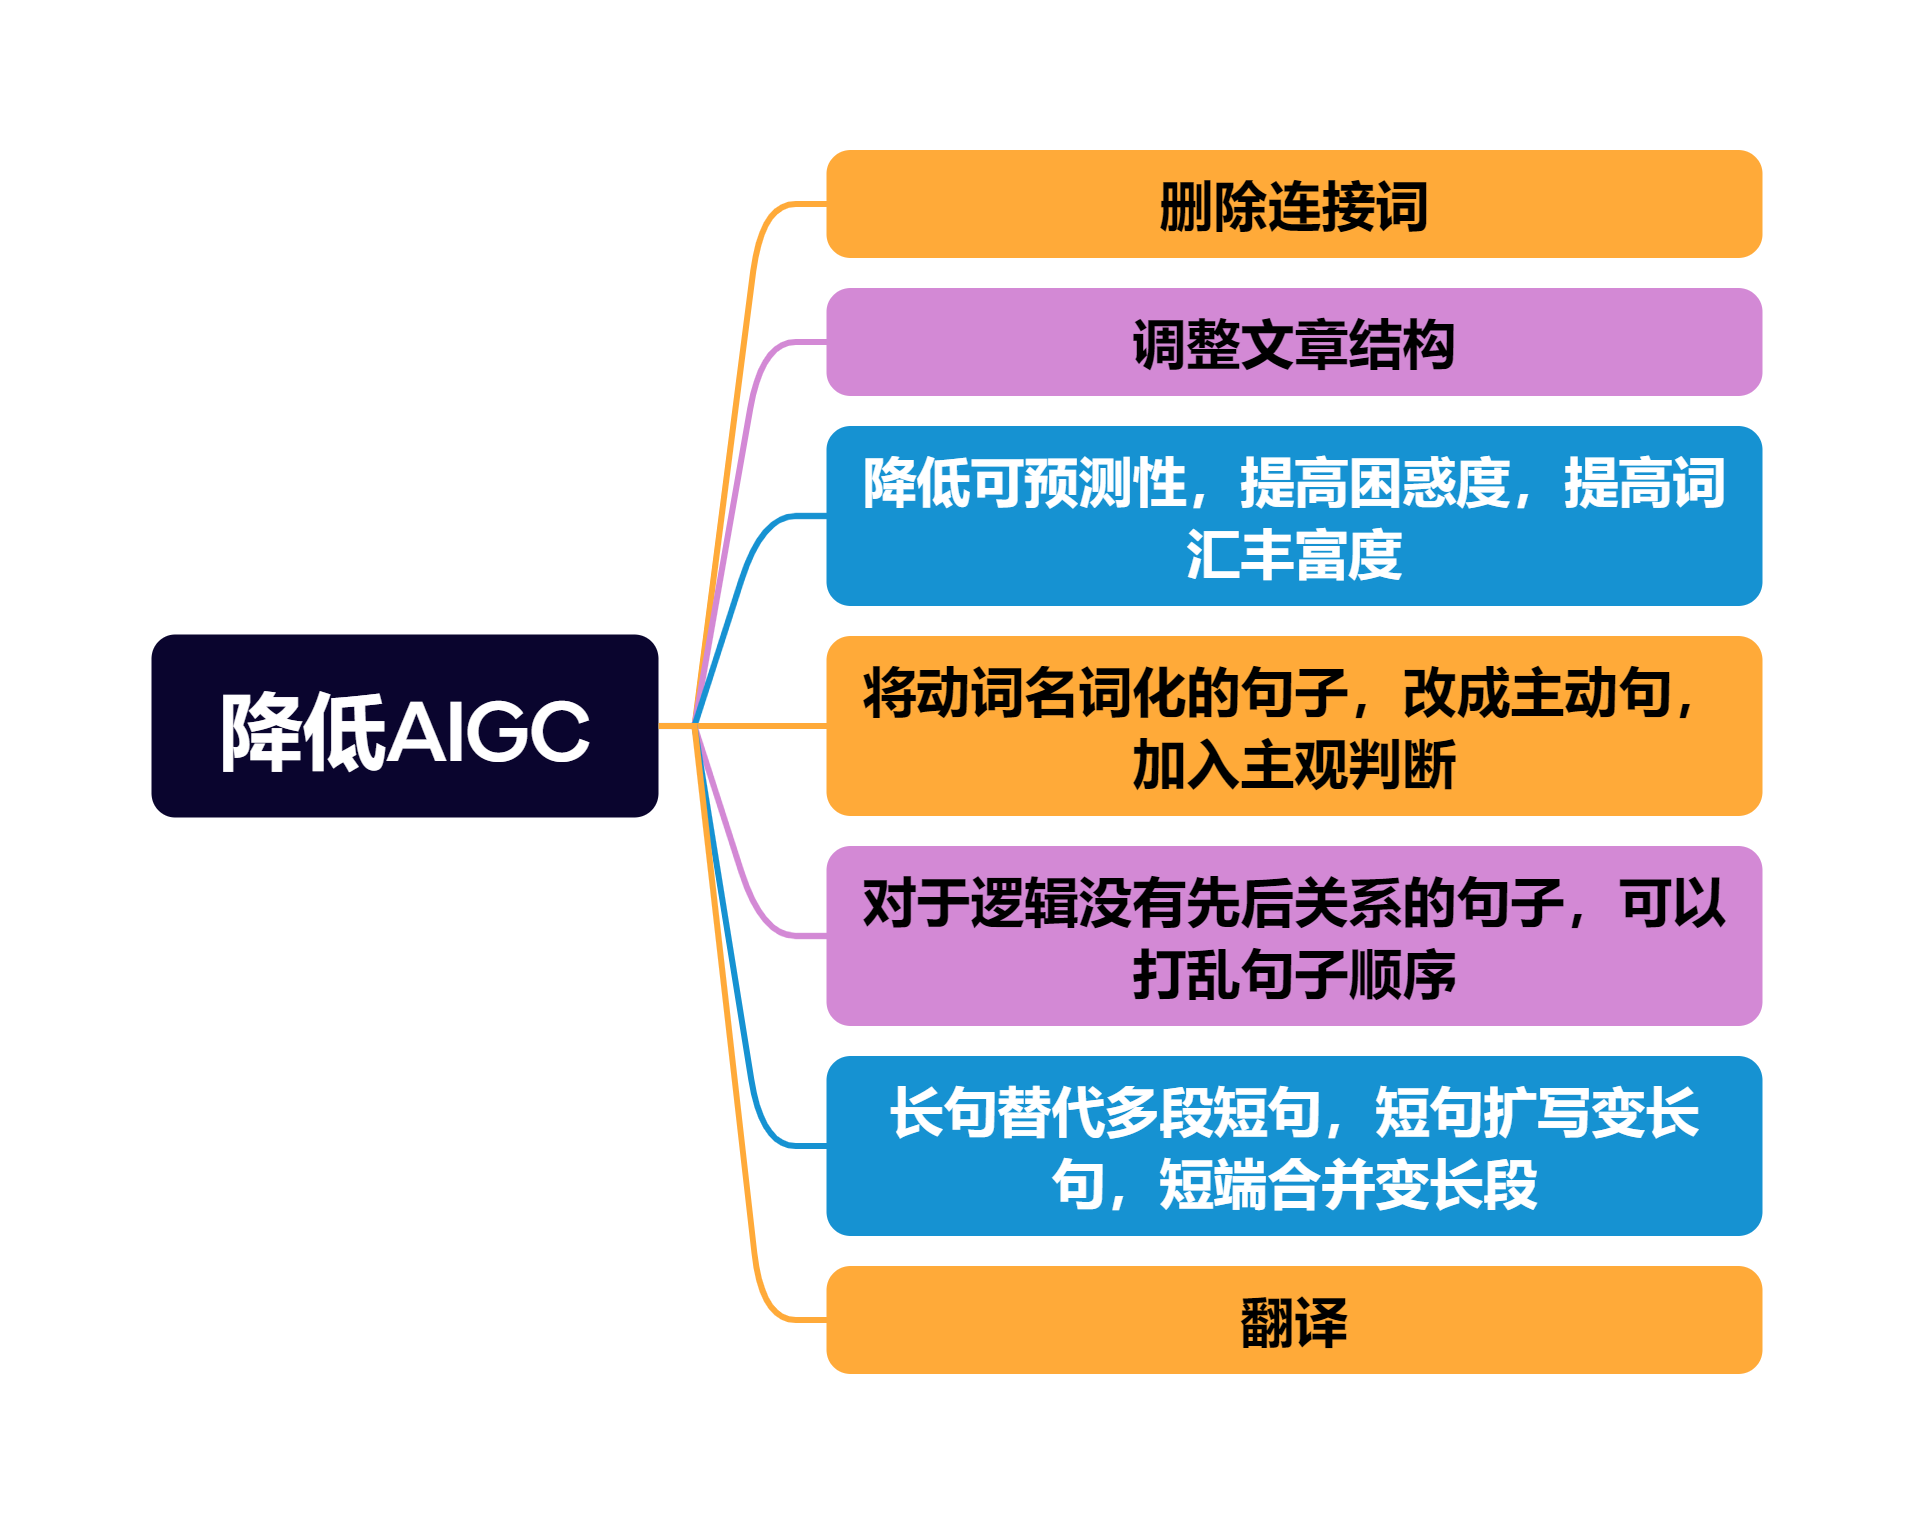 删除连接词
调整文章结构
降低可预测性，提高困惑度，提高词
汇丰富度
降低AIGC
将动词名词化的句子，改成主动句，
加入主观判断
对于逻辑没有先后关系的句子，可以
打乱句子顺序
长句替代多段短句，短句扩写变长
句，短端合并变长段
翻译